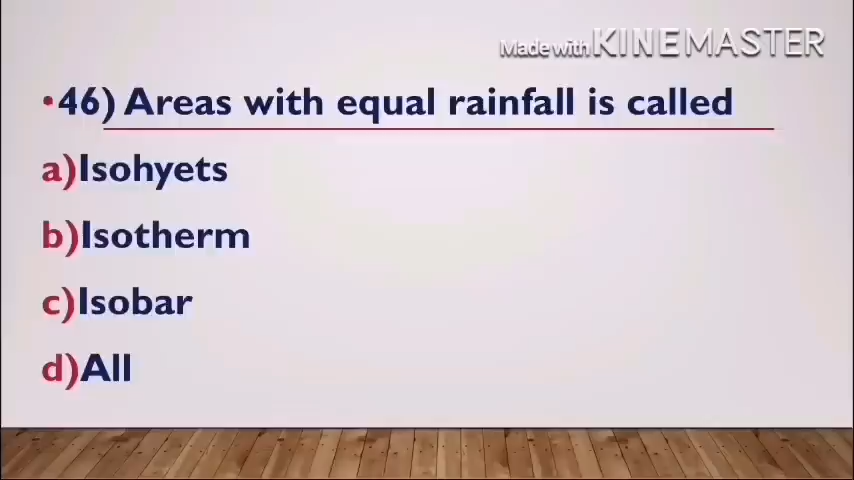 Made with KINEMASTER
•46) Areas with equal rainfall is called
a)Isohyets
b)Isotherm
c)Isobar
d)All